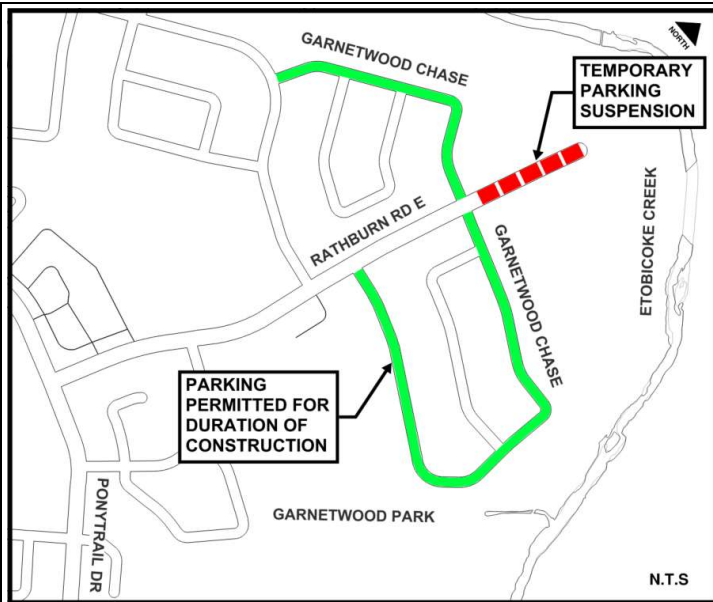 NORTH
GARNETWOOD CHASE
TEMPORARY
PARKING
SUSPENSION
RATHBURN RD E
GARNETWOOD CHASE
ETOBICOKE CREEK
PARKING
PERMITTED FOR
DURATION OF
CONSTRUCTION
PONYTRAIL DR
GARNETWOOD PARK
N.T.S